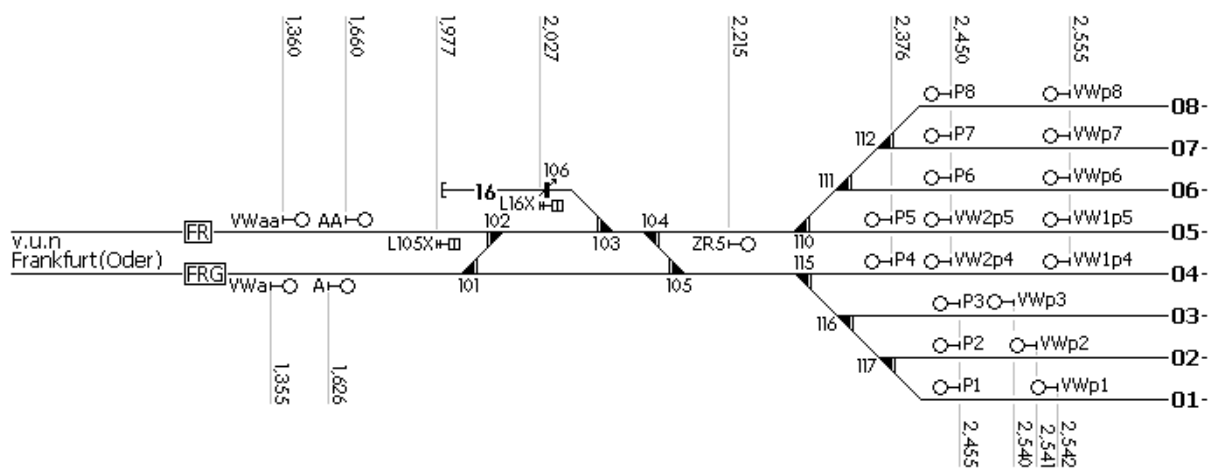 1,360
1,660
1,977
2,027
2,215
2,376
2,450
2,555
P8
VWp8
08
112
P7
VWp7
07
106
16
111
P6
VWp6
06
L16X
VWaa
AA
102
104
P5
VW2p5
VW1p5
FR
05
v.u.n
L105X
103
ZR5
110
Frankfurt(Oder)
115
P4
VW2p4
VW1p4
FRG
04
VWa
A
101
105
P3
VWp3
03
116
P2
VWp2
02
117
P1
VWp1
01
1,355
1,626
2,455
2,540
2,541
2,542